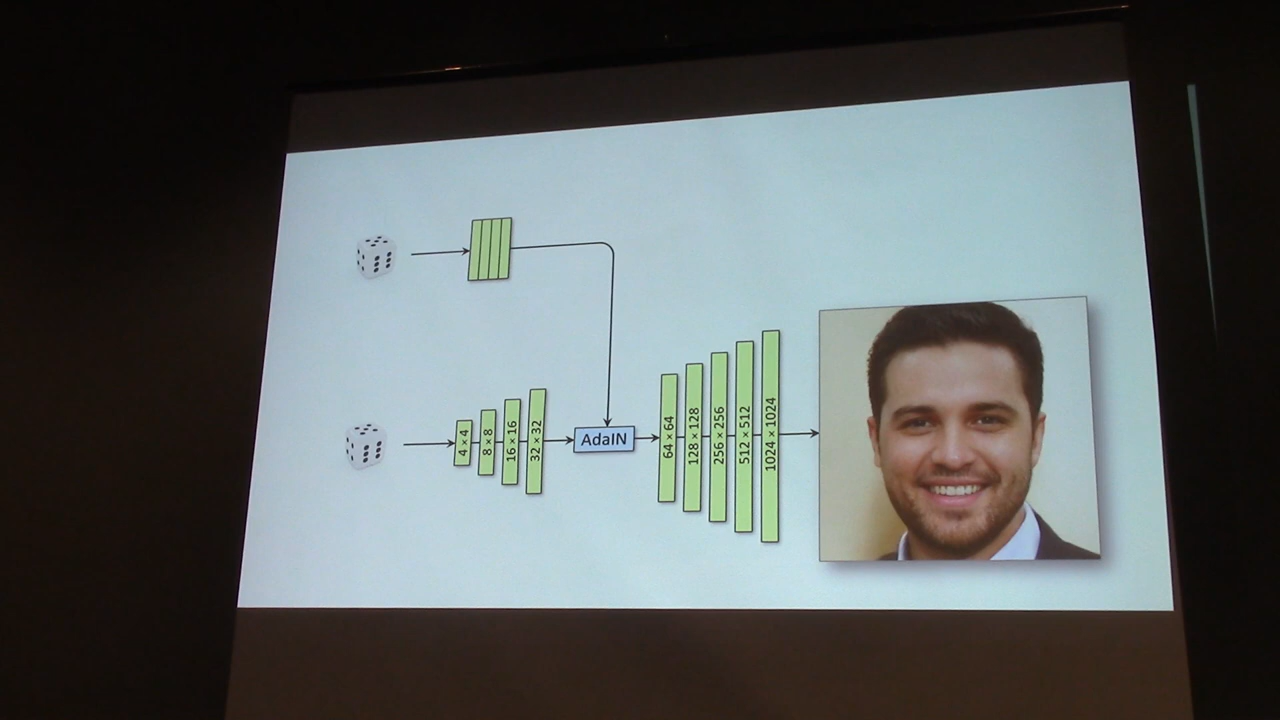 4 × 4
8 × 8
16 × 16
32 × 32
AdaIN
64 × 64
128 × 128
256 × 256
512 × 512
1024 × 1024